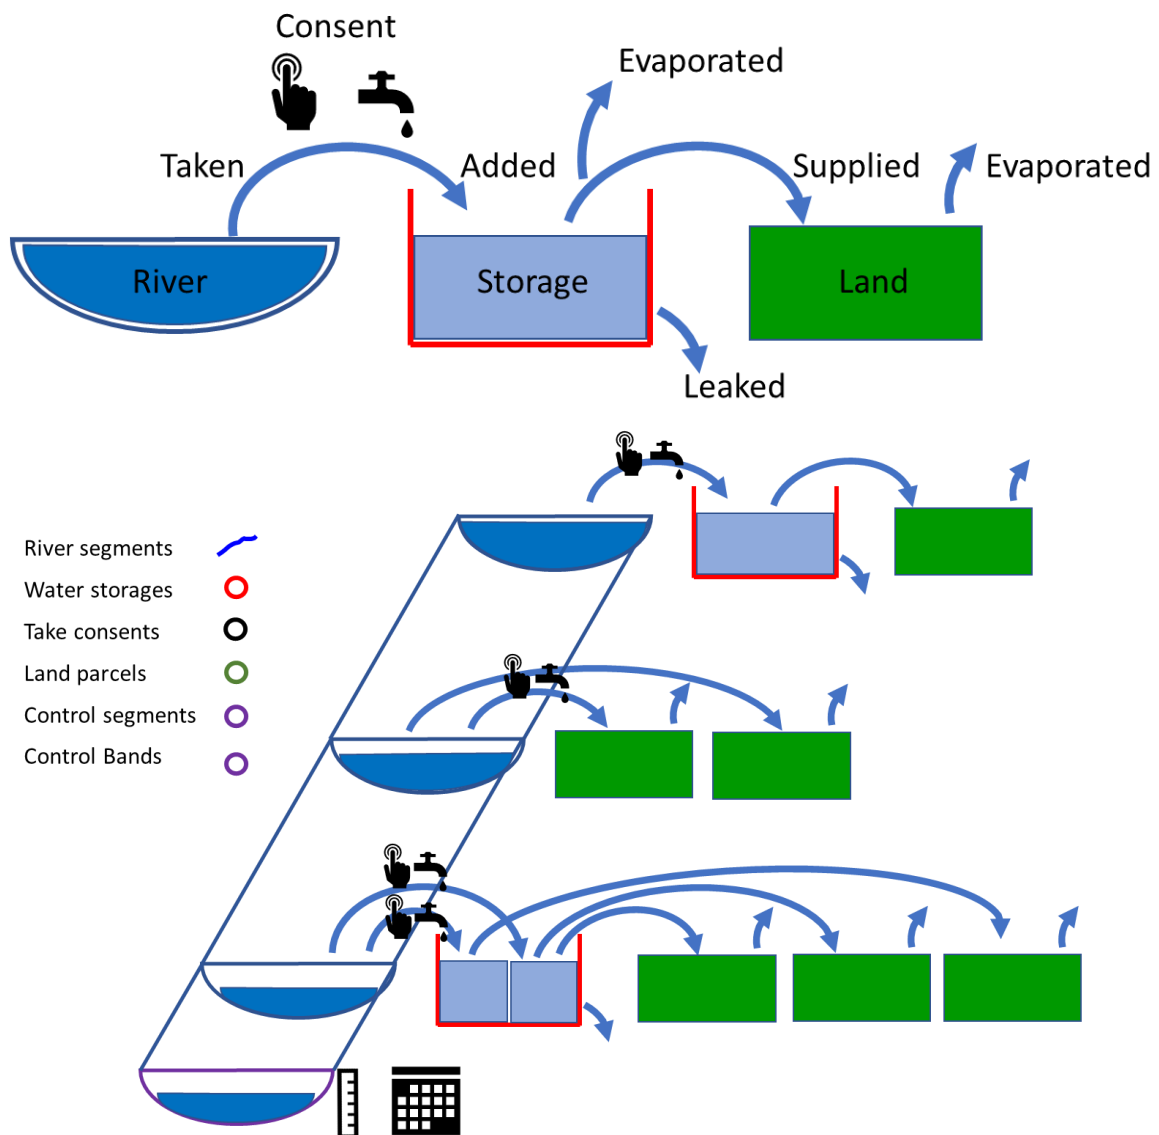 Consent
Evaporated
Taken
Added
Supplied
Evaporated
River
Storage
Land
Leaked
River segments
Water storages
Take consents
Land parcels
Control segments
Control Bands